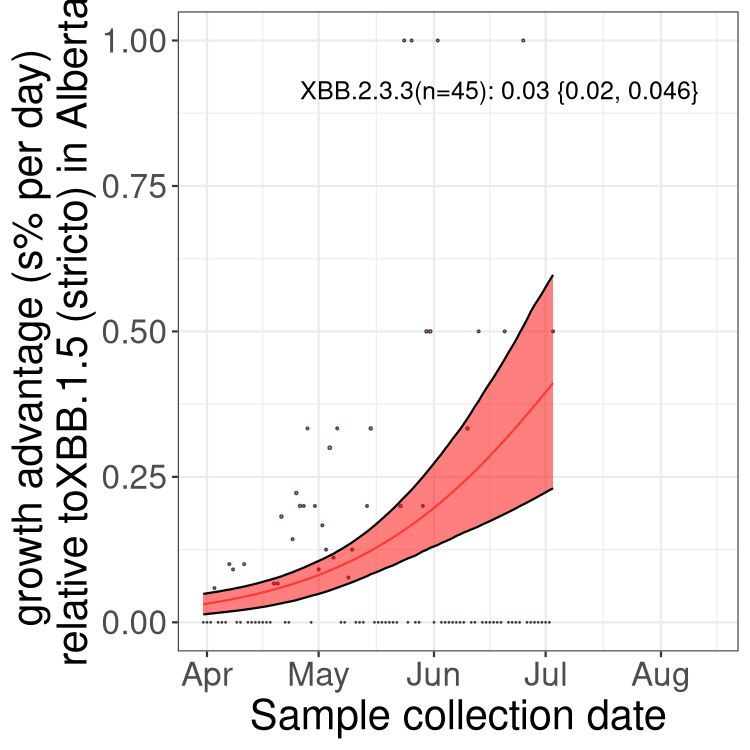 growth advantage (s% per day)
relative toXBB.1.5 (stricto) in Alberta
1.00
0.75
0.50
0.25
0.00
XBB.2.3.3(n=45): 0.03 {0.02, 0.046}
Apr May Jun Jul Aug
Sample collection date